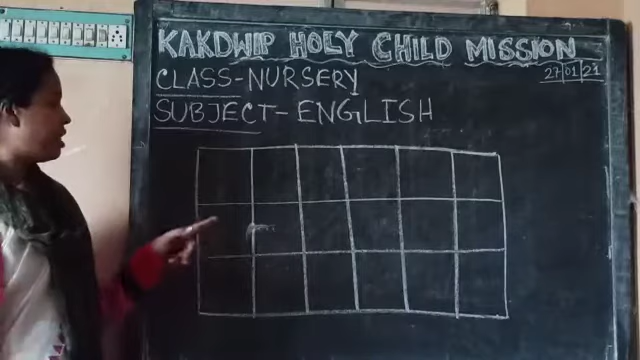 KAKDWIP HOLY CHILD MISSION
27|01|21
CLASS-NURSERY
SUBJECT-ENGLISH